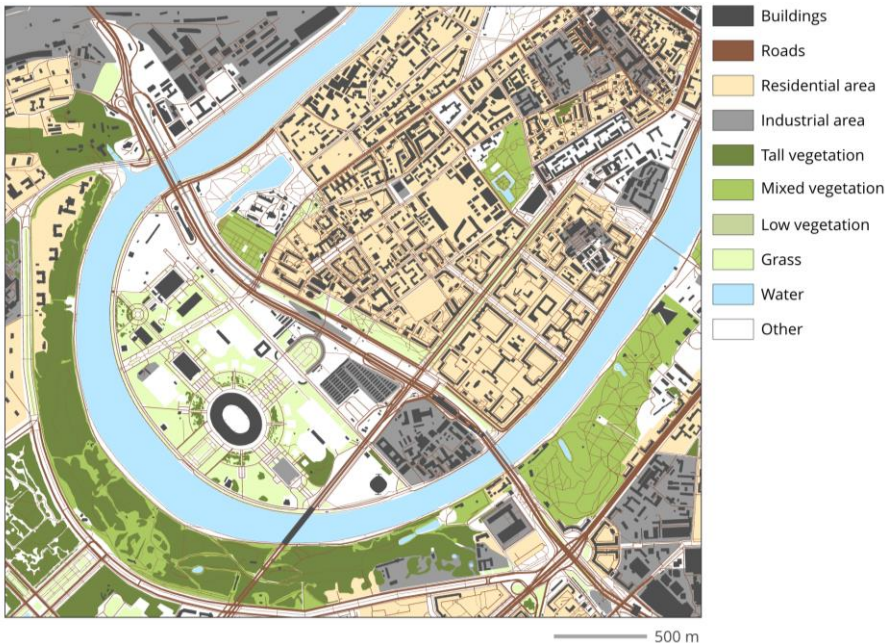 Buildings
Roads
Residential area
Industrial area
Tall vegetation
Mixed vegetation
Low vegetation
Grass
Water
Other
500 m